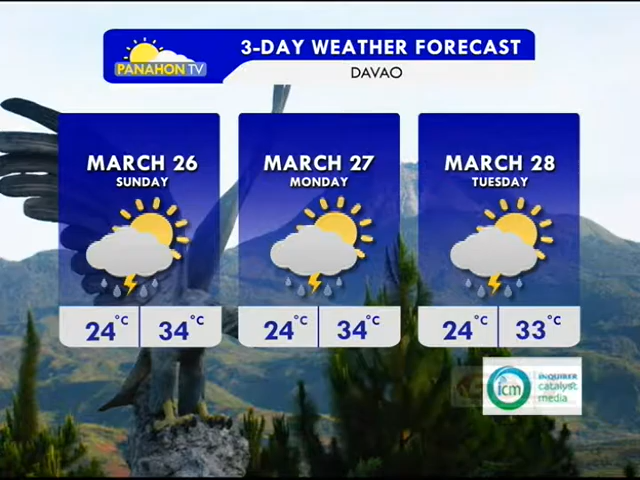 3-DAY WEATHER FORECAST
PANAHON TV
DAVAO
MARCH 26
SUNDAY
24°C
34°C
MARCH 27
MONDAY
24°C
34°C
MARCH 28
TUESDAY
24°C
33°C
icm
INQUIRER
catalyst
media